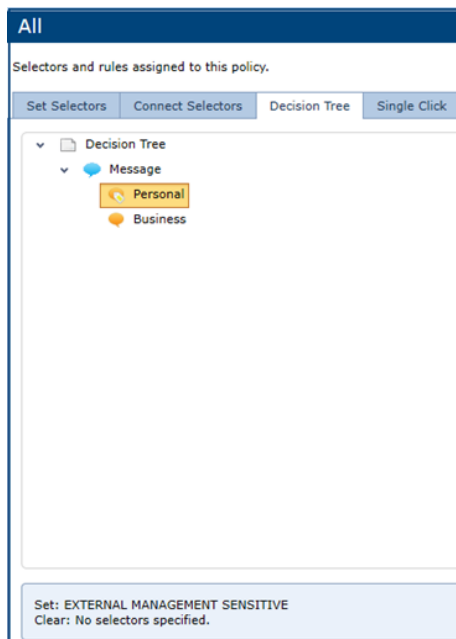 All
Selectors and rules assigned to this policy.
Set Selectors Connect Selectors Decision Tree Single Click
Decision Tree
Message
Personal
Business
Set: EXTERNAL MANAGEMENT SENSITIVE
Clear: No selectors specified.